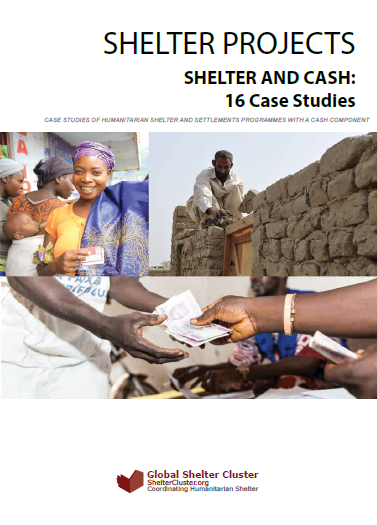 SHELTER PROJECTS
SHELTER AND CASH:
16 Case Studies
CASE STUDIES OF HUMANITARIAN SHELTER AND SETTLEMENTS PROGRAMMES WITH A CASH COMPONENT
Global Shelter Cluster
ShelterCluster.org
Coordinating Humanitarian Shelter